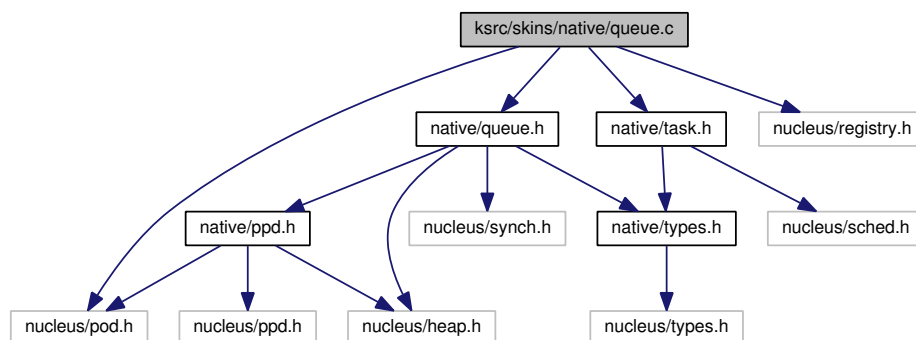 ksrc/skins/native/queue.c
native/queue.h
native/task.h
nucleus/registry.h
native/ppd.h
nucleus/synch.h
native/types.h
nucleus/sched.h
nucleus/pod.h
nucleus/ppd.h
nucleus/heap.h
nucleus/types.h